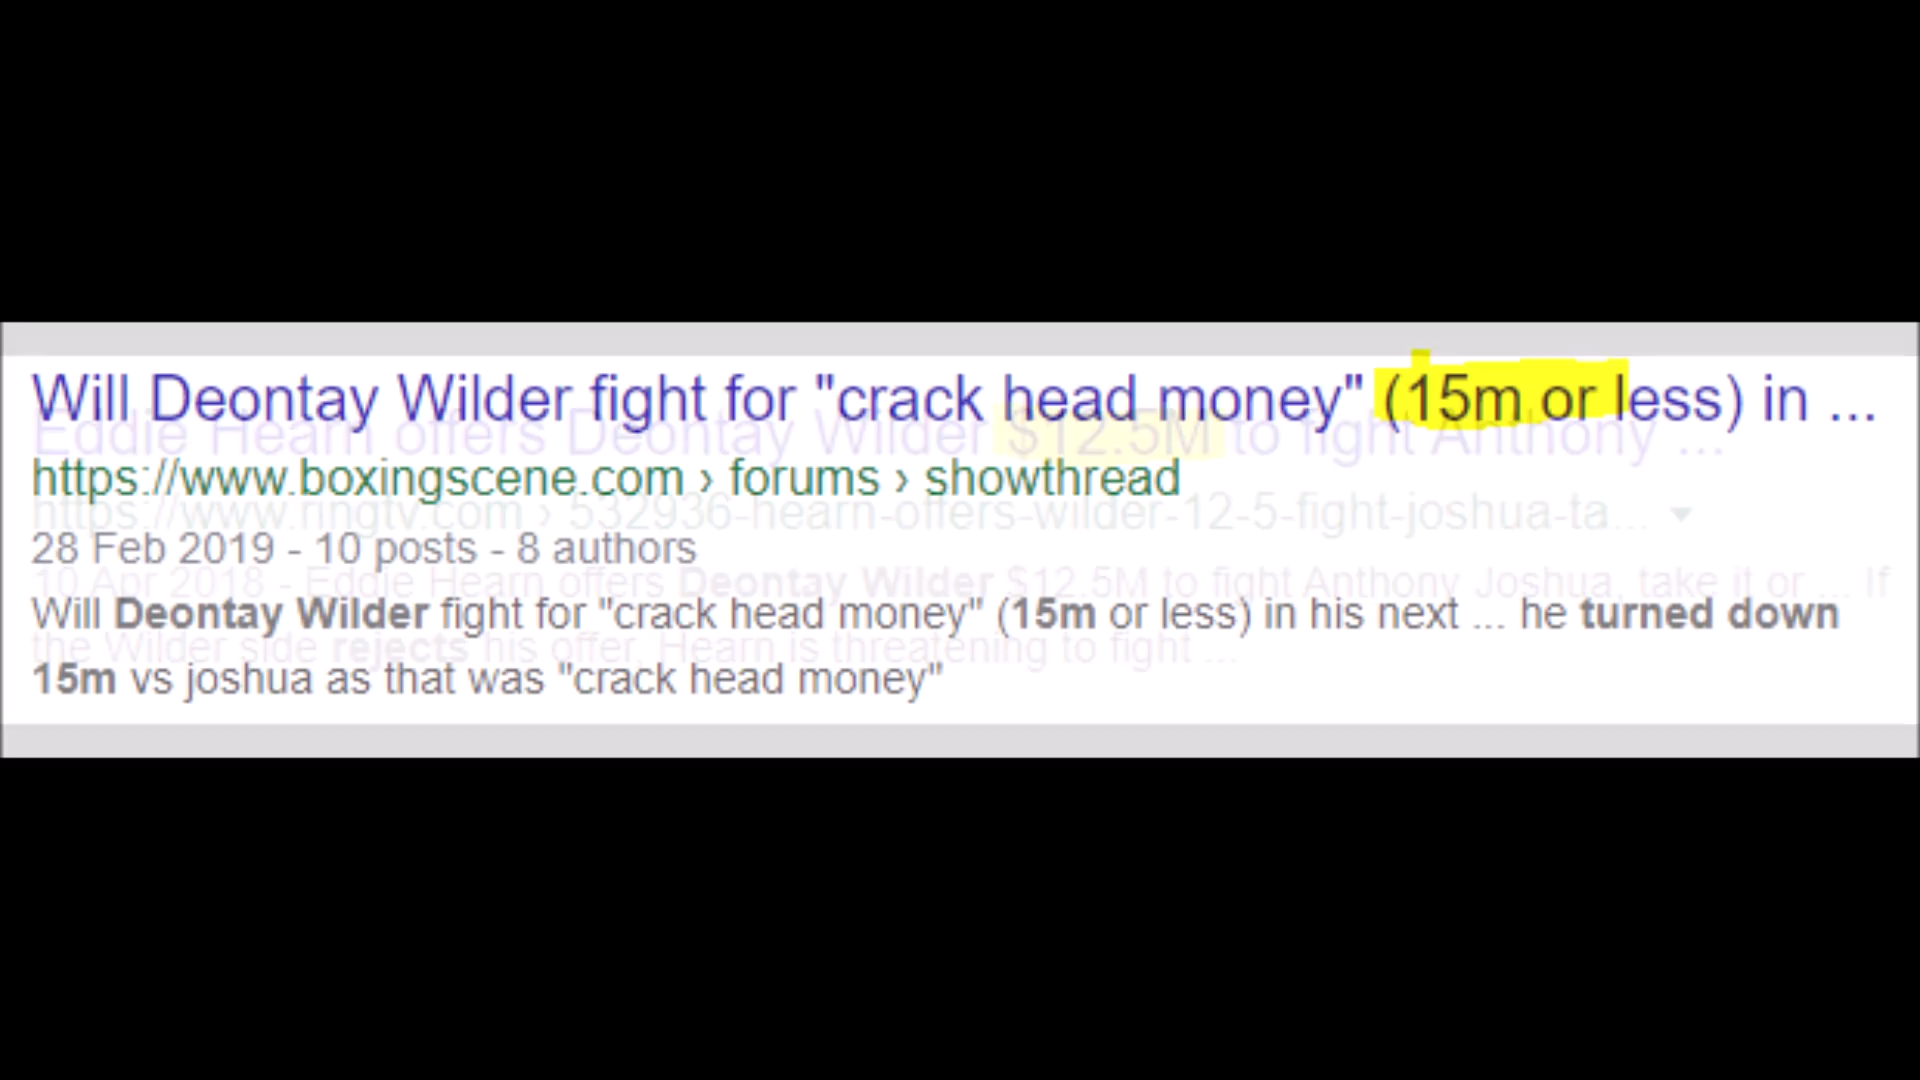 Will Deontay Wilder fight for "crack head money" (15m or less) in ...
Eddie Hearn offers Deontay Wilder $12.5M to fight Anthony ...
https://www.boxingscene.com › forums › showthread
https://www.ringtv.com › 532936-hearn-offers-wilder-12-5-fight-joshua-ta...
28 Feb 2019 - 10 posts - 8 authors
10 Apr 2018 - Eddie Hearn offers Deontay Wilder $12.5M to fight Anthony Joshua, take it or ... If
Will Deontay Wilder fight for "crack head money" (15m or less) in his next ... he turned down
the Wilder side rejects his offer, Hearn is threatening to fight ...
15m vs joshua as that was "crack head money"